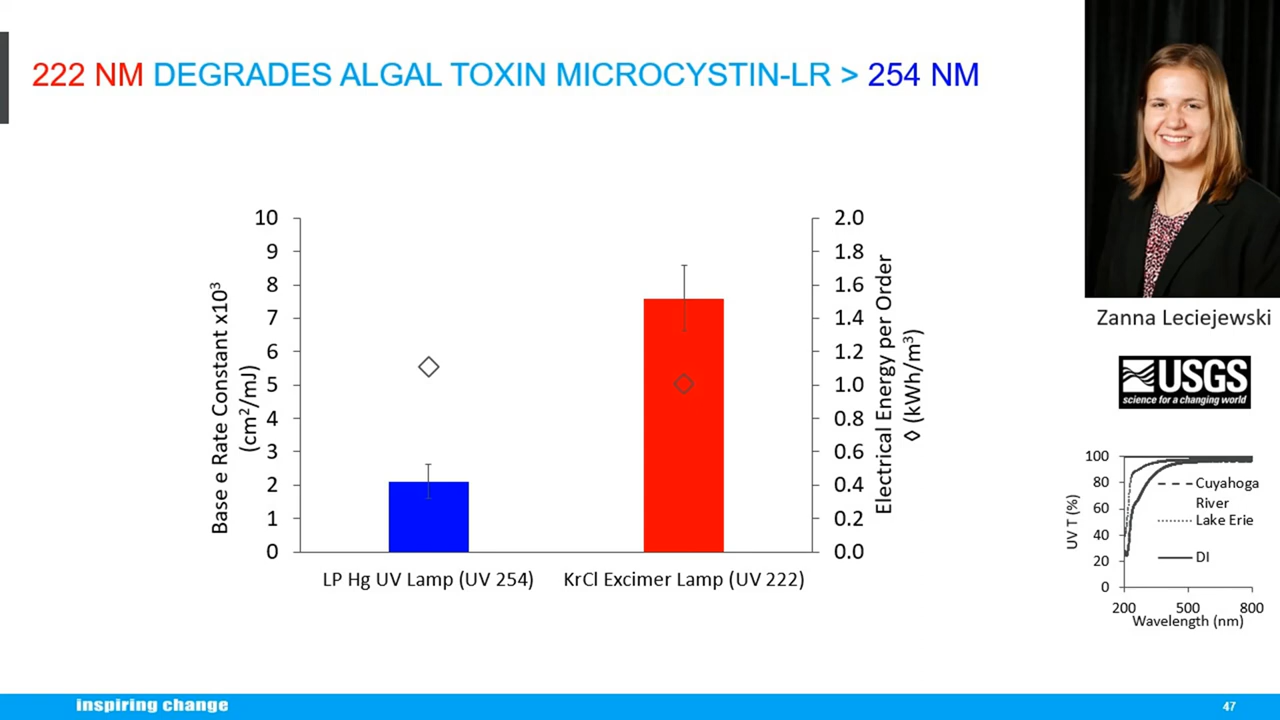 222 NM DEGRADES ALGAL TOXIN MICROCYSTIN-LR > 254 NM
10
9
8
7
6
5
4
3
2
1
0
Base e Rate Constant x10³
(cm²/mJ)
2.0
1.8
1.6
1.4
1.2
1.0
0.8
0.6
0.4
0.2
0.0
Electrical Energy per Order
◇ (kWh/m³)
LP Hg UV Lamp (UV 254)
KrCl Excimer Lamp (UV 222)
Zanna Leciejewski
USGS
science for a changing world
100
80
60
40
20
0
UV T (%)
Cuyahoga
River
Lake Erie
DI
200 500 800
Wavelength (nm)
inspiring change
47